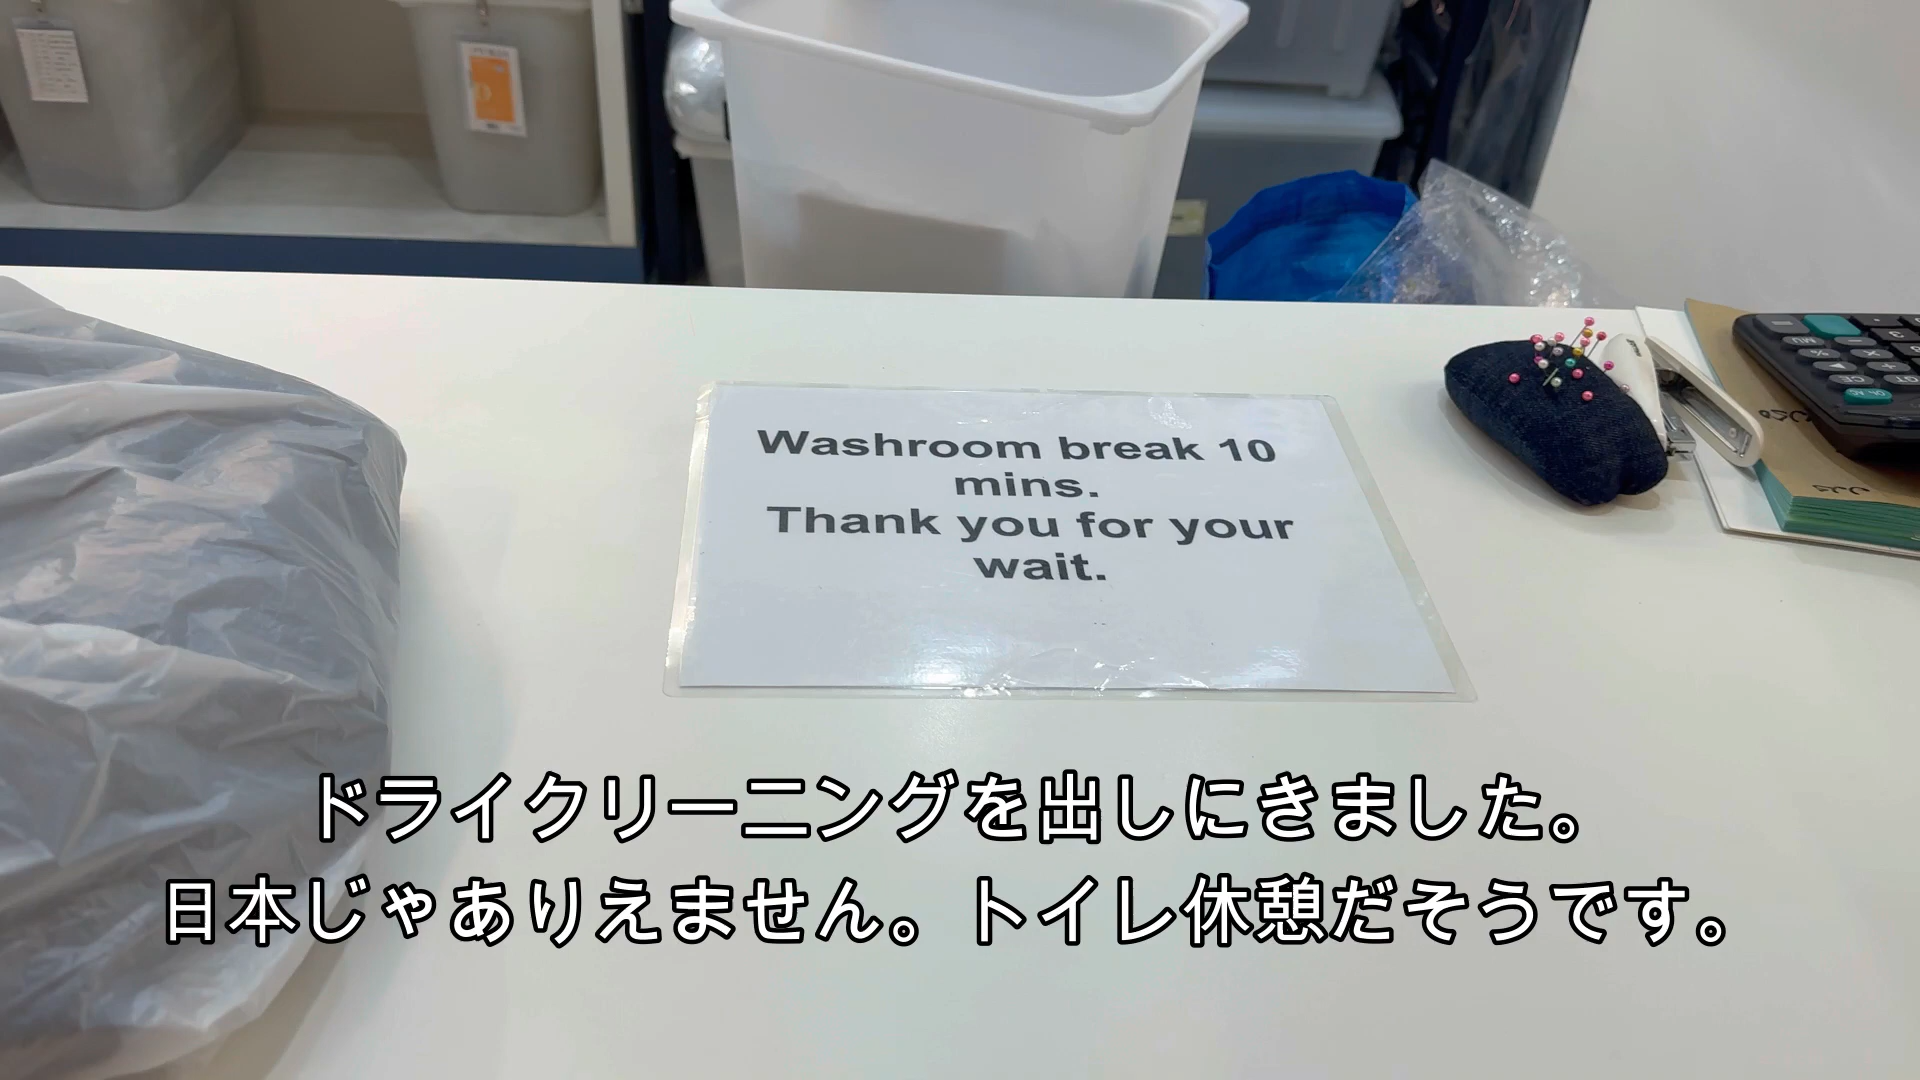 Washroom break 10
mins.
Thank you for your
wait.
ドライクリーニングを出しにきました。
日本じゃありえません。トイレ休憩だそうです。